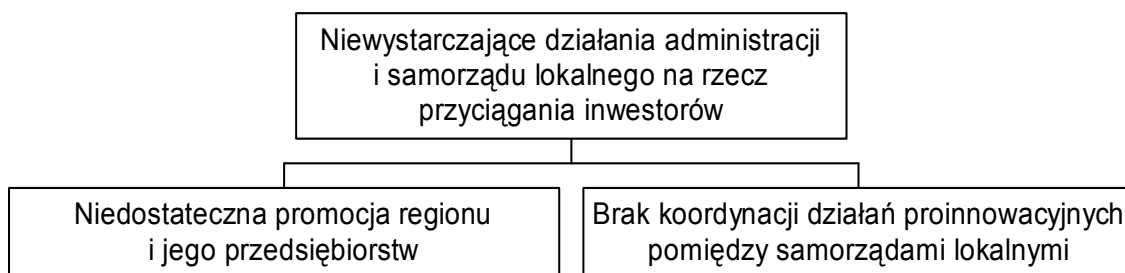 Niewystarczające działania administracji
i samorządu lokalnego na rzecz
przyciągania inwestorów
Niedostateczna promocja regionu
i jego przedsiębiorstw
Brak koordynacji działań proinnowacyjnych
pomiędzy samorządami lokalnymi